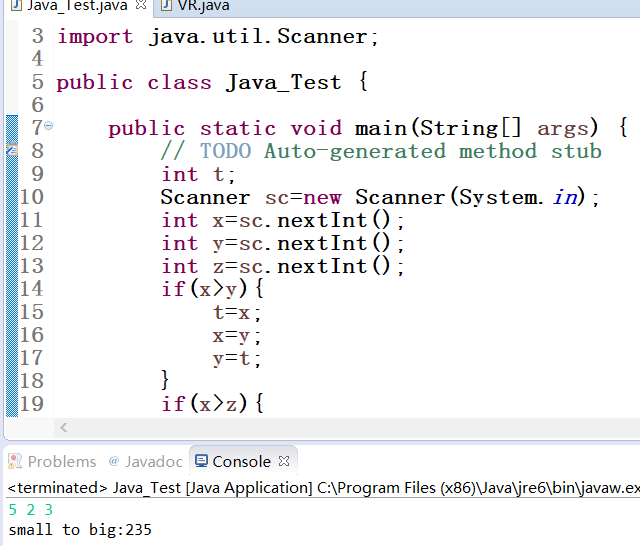 Java_Test.java VR.java
3 import java.util.Scanner;
4
5 public class Java_Test {
6
7 public static void main(String[] args) {
8 // TODO Auto-generated method stub
9 int t;
10 Scanner sc=new Scanner(System.in);
11 int x=sc.nextInt();
12 int y=sc.nextInt();
13 int z=sc.nextInt();
14 if(x>y){
15 t=x;
16 x=y;
17 y=t;
18 }
19 if(x>z){
Problems @ Javadoc Console
<terminated> Java_Test [Java Application] C:\Program Files (x86)\Java\jre6\bin\javaw.ex
5 2 3
small to big:235